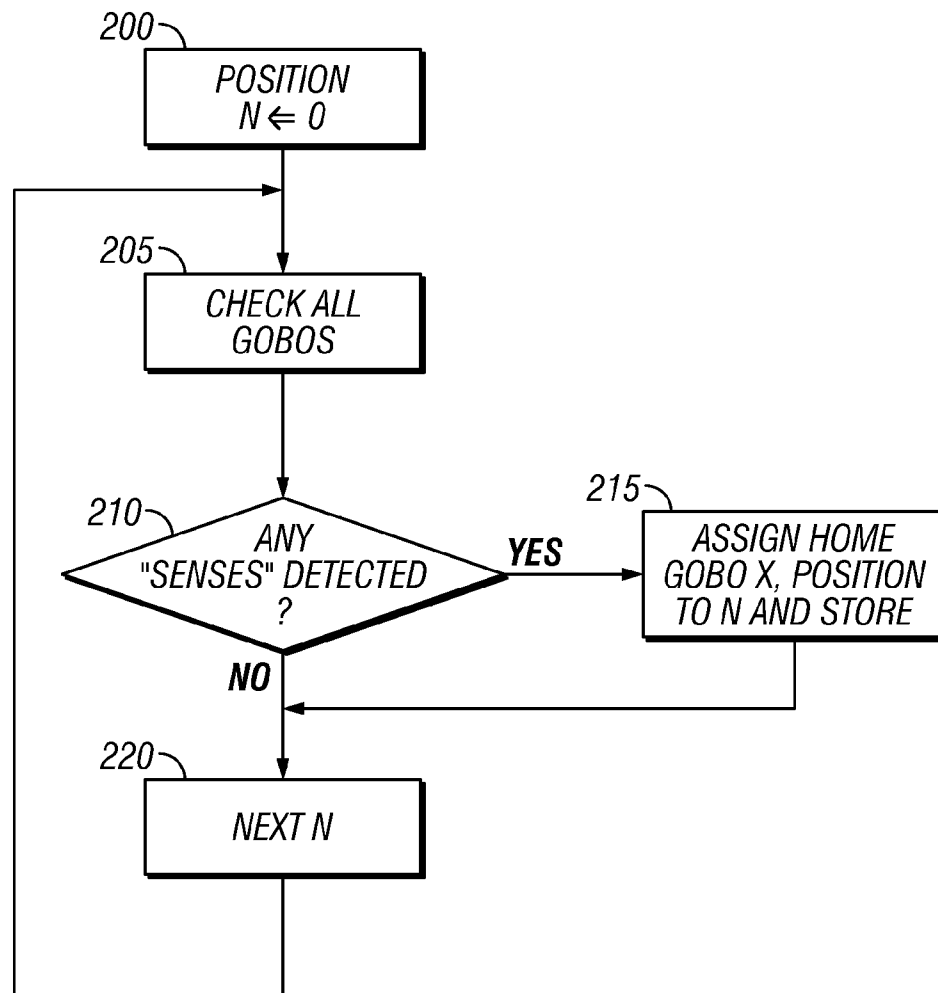 200
POSITION
N ⇐ 0
205
CHECK ALL
GOBOS
210
ANY
"SENSES" DETECTED
?
YES
215
ASSIGN HOME
GOBO X, POSITION
TO N AND STORE
NO
220
NEXT N